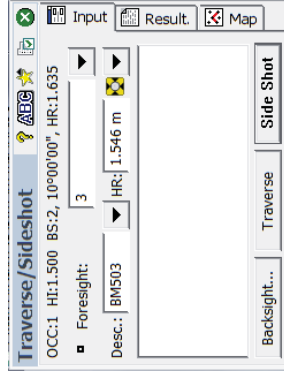 Traverse/Sideshot ? ABC
OCC:1 HI:1.500 BS:2, 10°00'00", HR:1.635
Input Result. Map
Foresight: 3
Desc.: BM503 HR: 1.546 m
Backsight... Traverse Side Shot